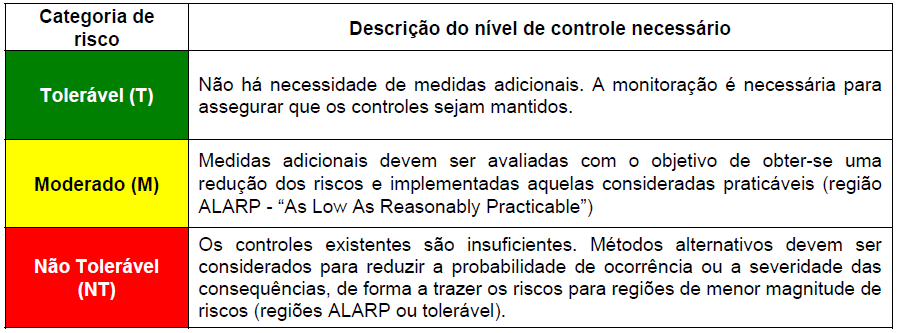 Categoria de
risco
Descrição do nível de controle necessário
Tolerável (T)
Não há necessidade de medidas adicionais. A monitoração é necessária para
assegurar que os controles sejam mantidos.
Moderado (M)
Medidas adicionais devem ser avaliadas com o objetivo de obter-se uma
redução dos riscos e implementadas aquelas consideradas praticáveis (região
ALARP - “As Low As Reasonably Practicable”)
Não Tolerável
(NT)
Os controles existentes são insuficientes. Métodos alternativos devem ser
considerados para reduzir a probabilidade de ocorrência ou a severidade das
consequências, de forma a trazer os riscos para regiões de menor magnitude de
riscos (regiões ALARP ou tolerável).